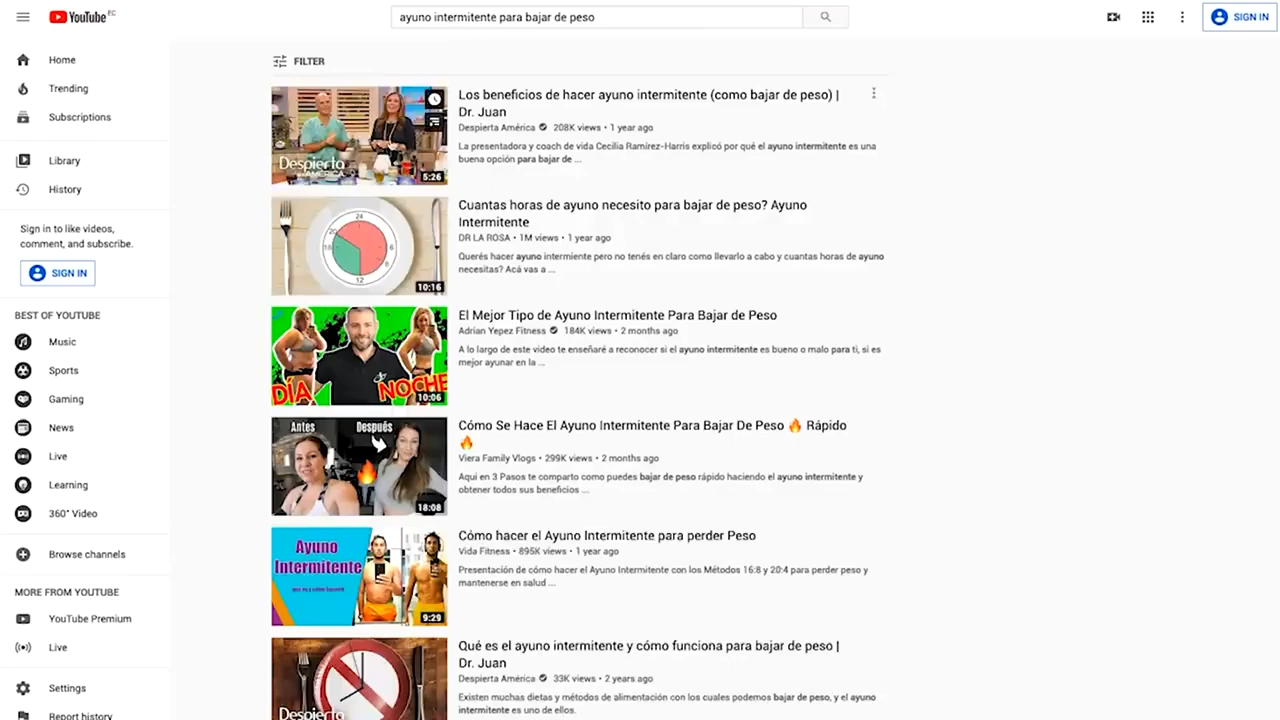 YouTube EC
ayuno intermitente para bajar de peso
SIGN IN
Home
Trending
Subscriptions
Library
History
Sign in to like videos,
comment, and subscribe.
SIGN IN
BEST OF YOUTUBE
Music
Sports
Gaming
News
Live
Learning
360° Video
Browse channels
MORE FROM YOUTUBE
YouTube Premium
Live
Settings
Report history
FILTER
Despierta
AMÉRICA
5:26
Los beneficios de hacer ayuno intermitente (como bajar de peso) |
Dr. Juan
Despierta América 208K views • 1 year ago
La presentadora y coach de vida Cecilia Ramírez-Harris explicó por qué el ayuno intermitente es una
buena opción para bajar de ...
24
20
18
6
8
12
10:16
Cuantas horas de ayuno necesito para bajar de peso? Ayuno
Intermitente
DR LA ROSA • 1M views • 1 year ago
Querés hacer ayuno intermiente pero no tenés en claro como llevarlo a cabo y cuantas horas de ayuno
necesitas? Acá vas a ...
DÍA
NOCHE
10:06
El Mejor Tipo de Ayuno Intermitente Para Bajar de Peso
Adrian Yepez Fitness 184K views • 2 months ago
A lo largo de este video te enseñaré a reconocer si el ayuno intermitente es bueno o malo para ti, si es
mejor ayunar en la ...
Antes
Después
18:08
Cómo Se Hace El Ayuno Intermitente Para Bajar De Peso 🔥 Rápido
🔥
Viera Family Vlogs • 299K views • 2 months ago
Aqui en 3 Pasos te comparto como puedes bajar de peso rápido haciendo el ayuno intermitente y
obtener todos sus beneficios ...
Ayuno
Intermitente
9:29
Cómo hacer el Ayuno Intermitente para perder Peso
Vida Fitness • 895K views • 1 year ago
Presentación de cómo hacer el Ayuno Intermitente con los Métodos 16:8 y 20:4 para perder peso y
mantenerse en salud ...
Despierta
Qué es el ayuno intermitente y cómo funciona para bajar de peso |
Dr. Juan
Despierta América 33K views • 2 years ago
Existen muchas dietas y métodos de alimentación con los cuales podemos bajar de peso, y el ayuno
intermitente es uno de ellos.